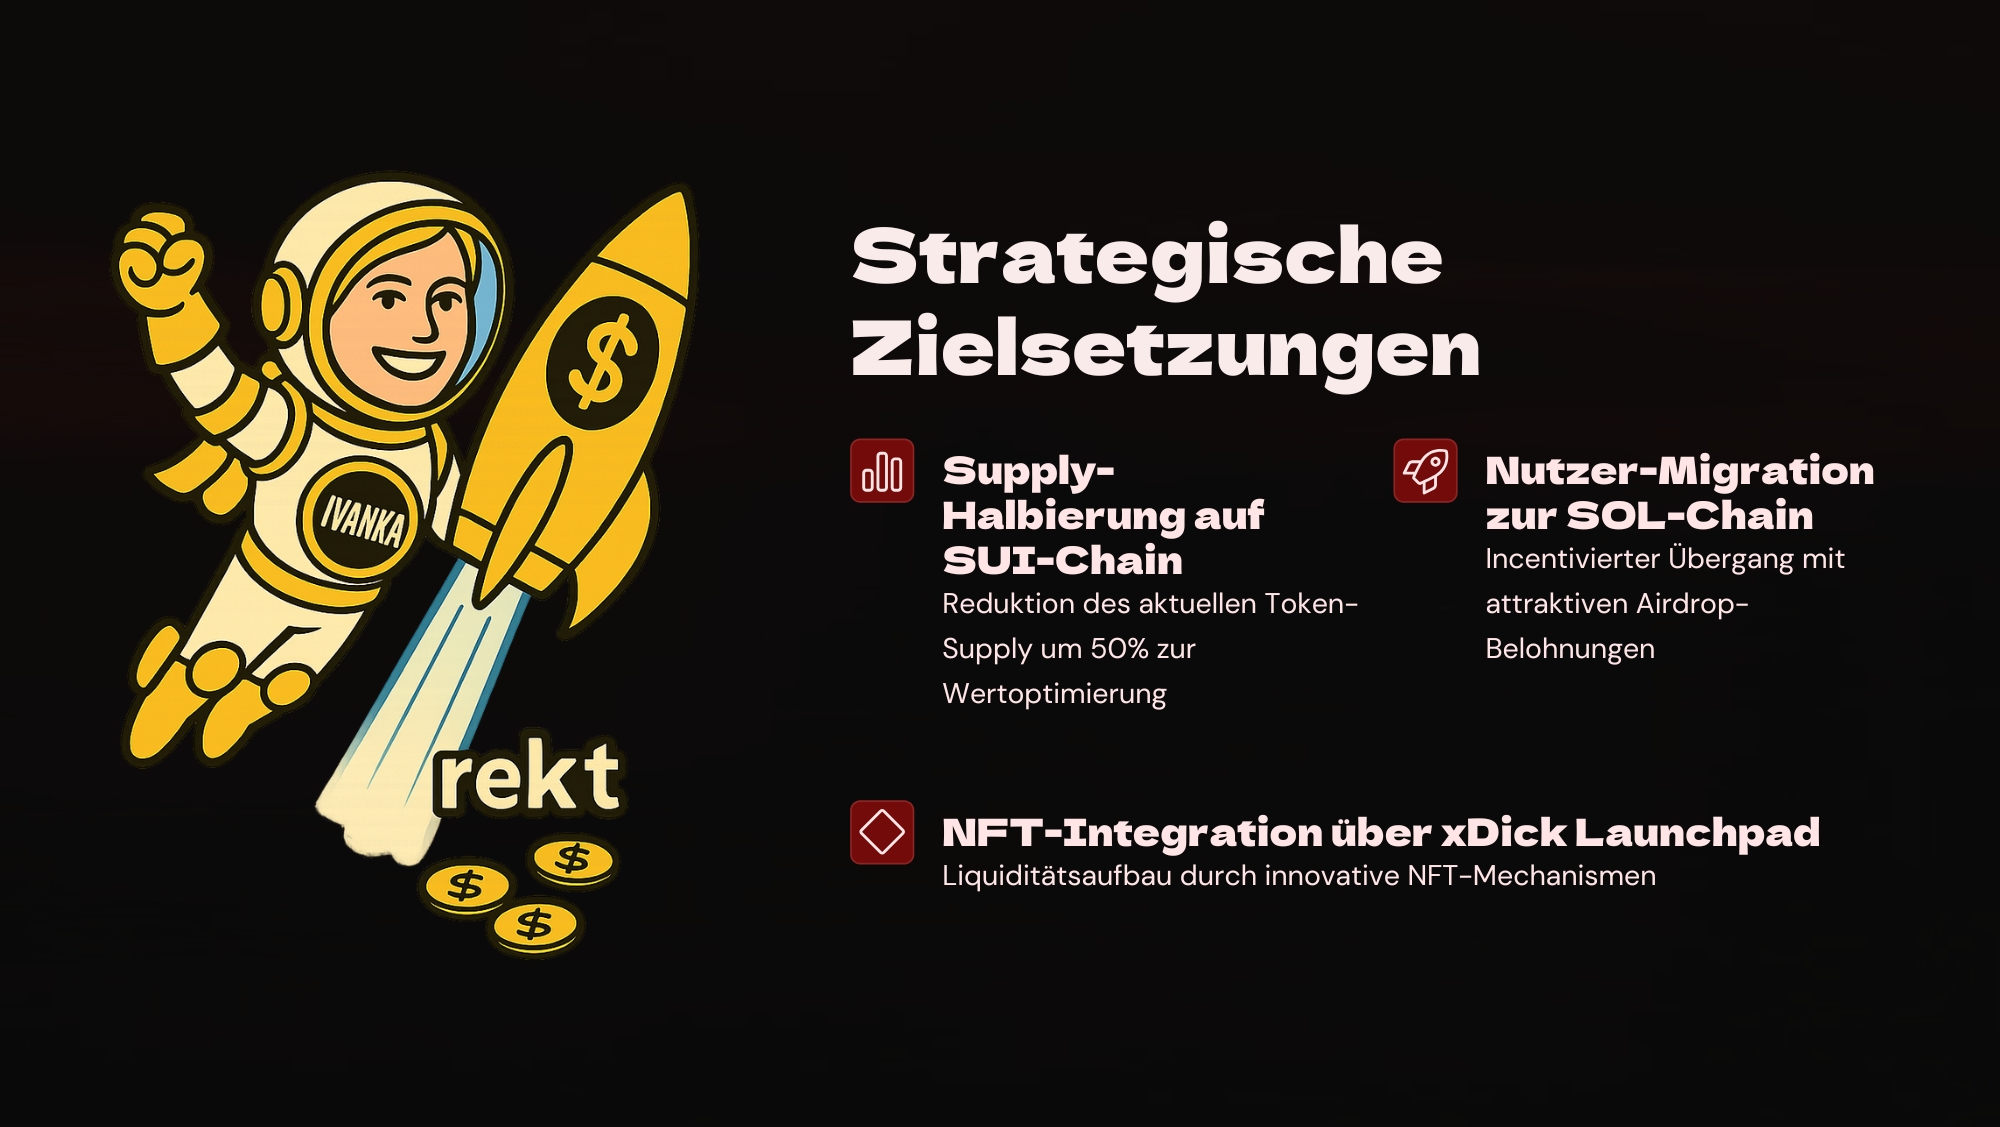 $
IVANKA
rekt
$
$
$
Strategische
Zielsetzungen
Supply-
Halbierung auf
SUI-Chain
Reduktion des aktuellen Token-
Supply um 50% zur
Wertoptimierung
Nutzer-Migration
zur SOL-Chain
Incentivierter Übergang mit
attraktiven Airdrop-
Belohnungen
NFT-Integration über xDick Launchpad
Liquiditätsaufbau durch innovative NFT-Mechanismen